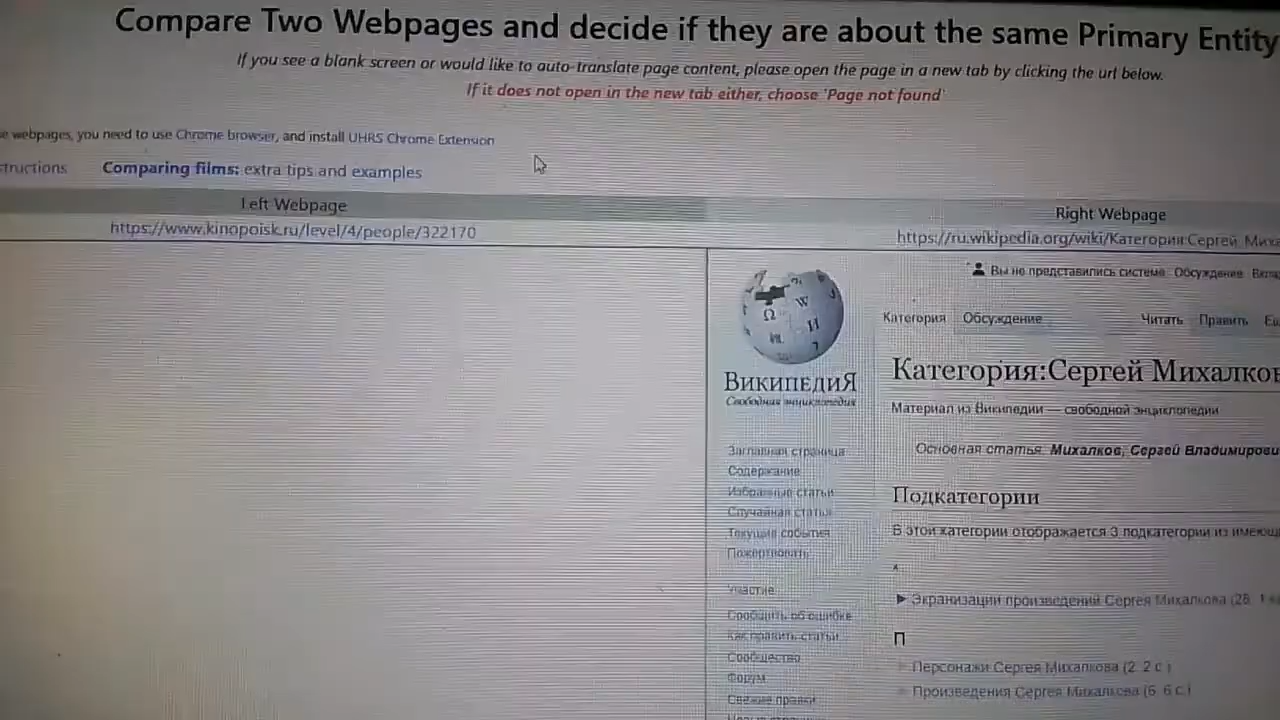 Compare Two Webpages and decide if they are about the same Primary Entity
If you see a blank screen or would like to auto-translate page content, please open the page in a new tab by clicking the url below.
If it does not open in the new tab either, choose 'Page not found'
webpages, you need to use Chrome browser, and install UHRS Chrome Extension
Comparing films: extra tips and examples
Left Webpage
Right Webpage
https://www.kinopoisk.ru/level/4/people/322170
https://ru.wikipedia.org/wiki/Категория:Сергей
Вы не представились системе Обсуждение
Категория Обсуждение Читать Править
Категория:Сергей Михалков
ВИКИПЕДИЯ
Свободная энциклопедия
Материал из Википедии — свободной энциклопедии
Основная статья: Михалков, Сергей Владимирови
Заглавная страница
Содержание
Избранные статьи
Случайная статья
Текущие события
Пожертвовать
Подкатегории
В этой категории отображается 3 подкатегории из имеющ
Участие
Сообщить об ошибке
Как править статьи
Сообщество
Форум
Свежие правки
► Экранизации произведений Сергея Михалкова
П
Персонажи Сергея Михалкова (2: 2 с.)
Произведения Сергея Михалкова (6: 6 с.)